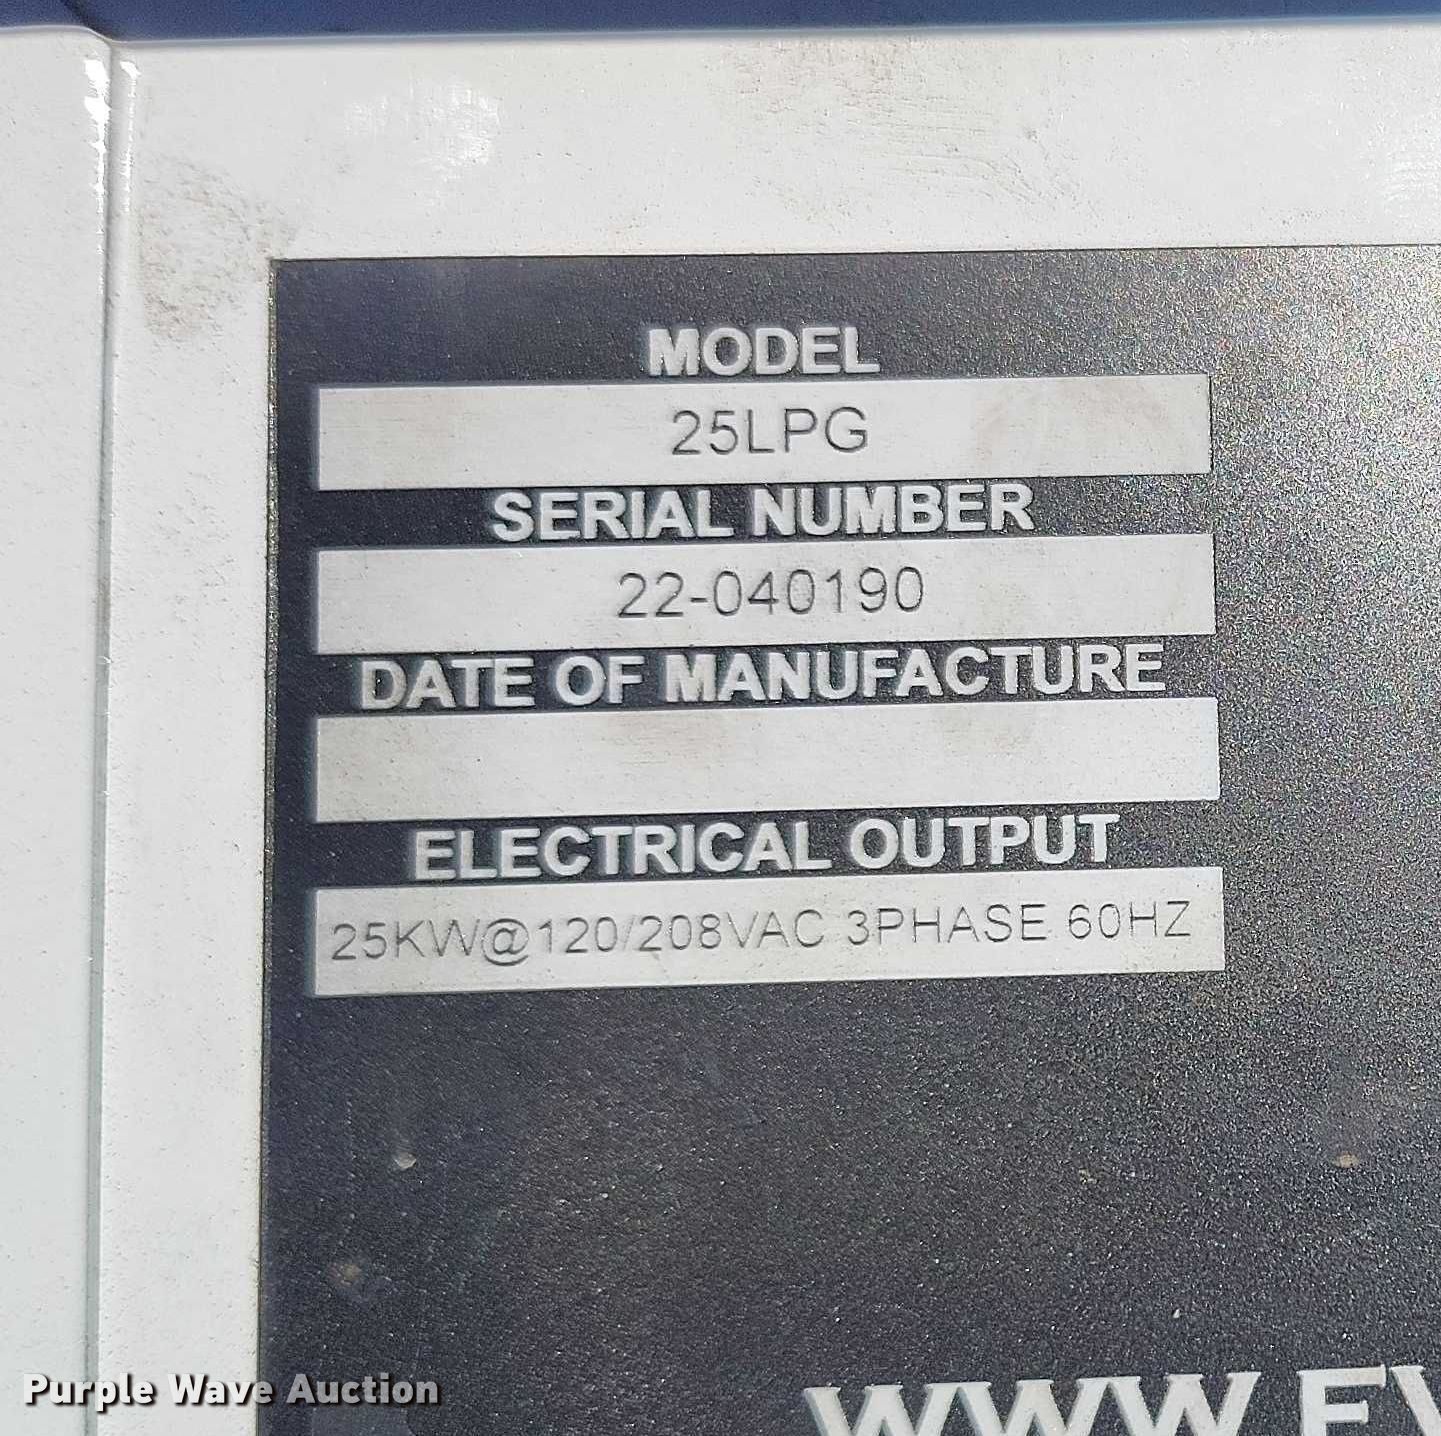 MODEL
25LPG
SERIAL NUMBER
22-040190
DATE OF MANUFACTURE
ELECTRICAL OUTPUT
25KW@120/208VAC 3PHASE 60HZ
Purple Wave Auction